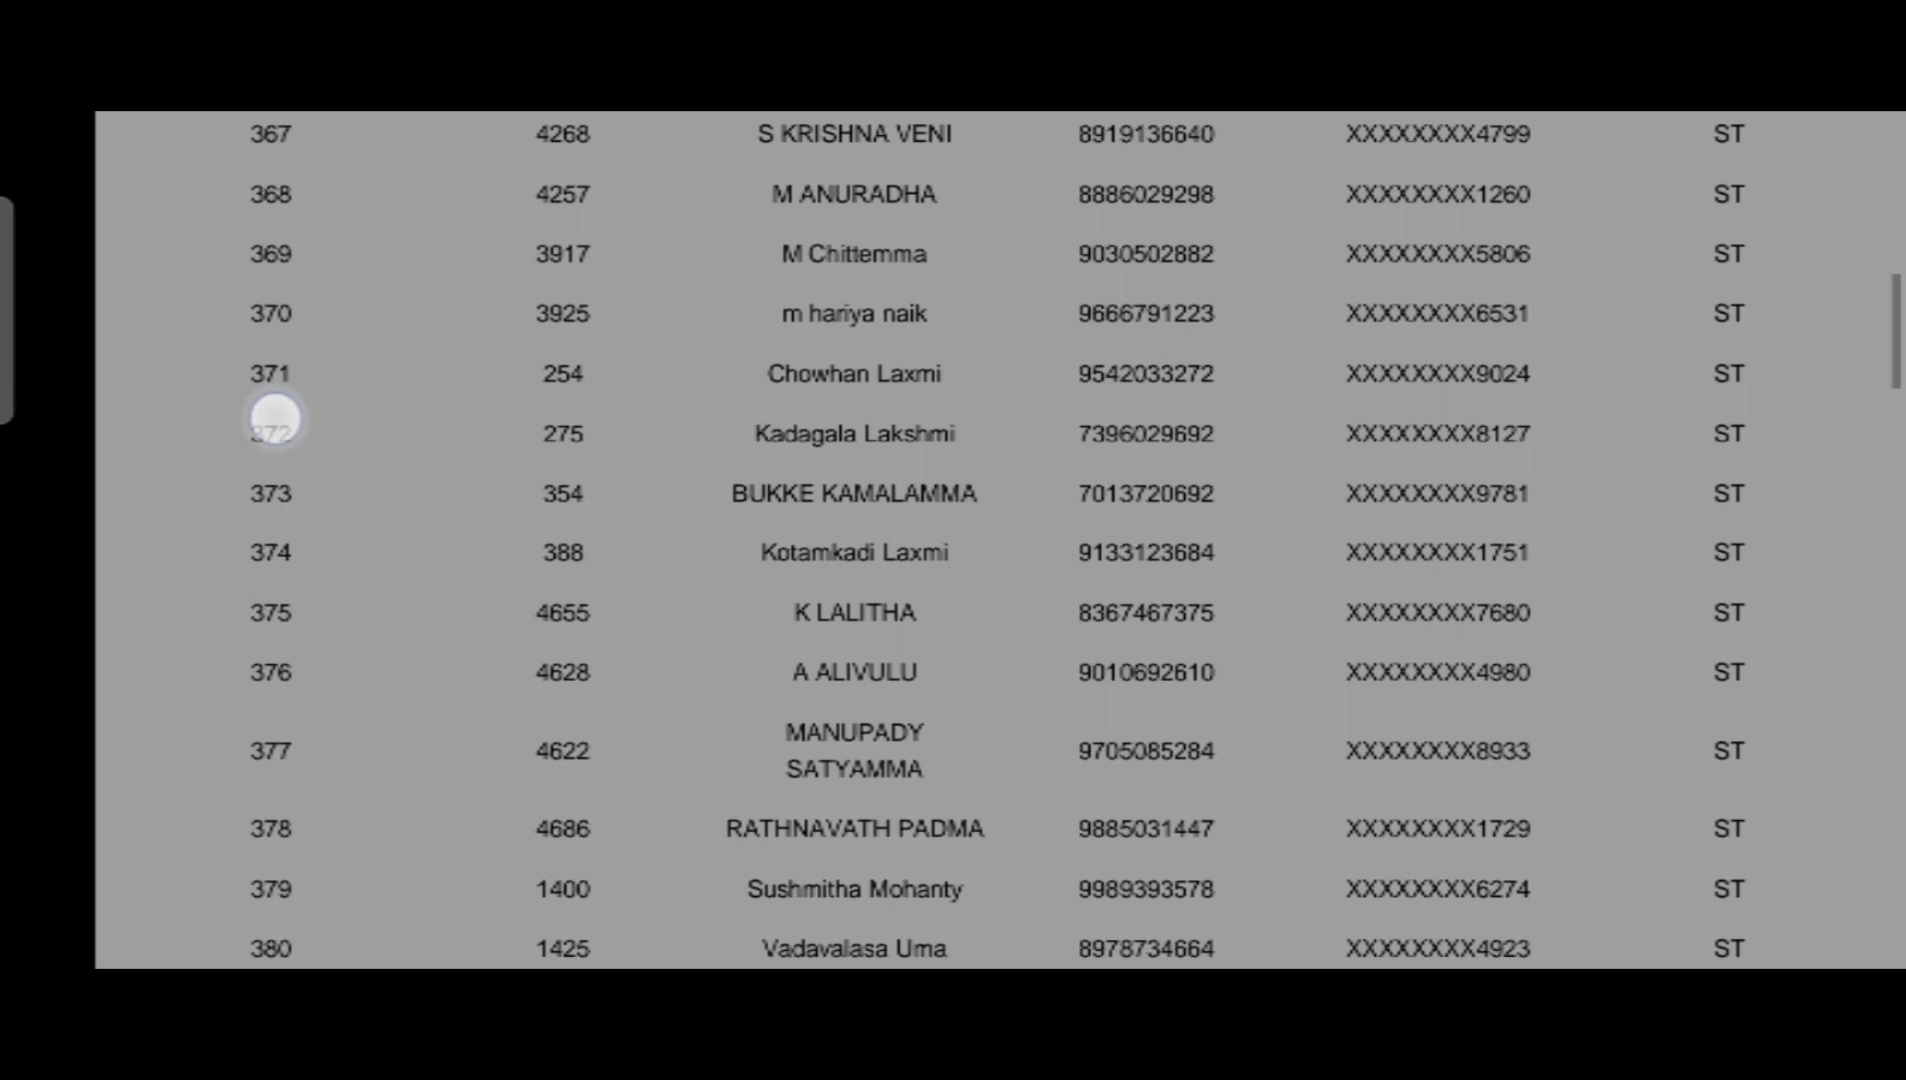 367 4268 S KRISHNA VENI 8919136640 XXXXXXXX4799 ST
368 4257 M ANURADHA 8886029298 XXXXXXXX1260 ST
369 3917 M Chittemma 9030502882 XXXXXXXX5806 ST
370 3925 m hariya naik 9666791223 XXXXXXXX6531 ST
371 254 Chowhan Laxmi 9542033272 XXXXXXXX9024 ST
372 275 Kadagala Lakshmi 7396029692 XXXXXXXX8127 ST
373 354 BUKKE KAMALAMMA 7013720692 XXXXXXXX9781 ST
374 388 Kotamkadi Laxmi 9133123684 XXXXXXXX1751 ST
375 4655 K LALITHA 8367467375 XXXXXXXX7680 ST
376 4628 A ALIVULU 9010692610 XXXXXXXX4980 ST
377 4622 MANUPADY 9705085284 XXXXXXXX8933 ST
SATYAMMA
378 4686 RATHNAVATH PADMA 9885031447 XXXXXXXX1729 ST
379 1400 Sushmitha Mohanty 9989393578 XXXXXXXX6274 ST
380 1425 Vadavalasa Uma 8978734664 XXXXXXXX4923 ST